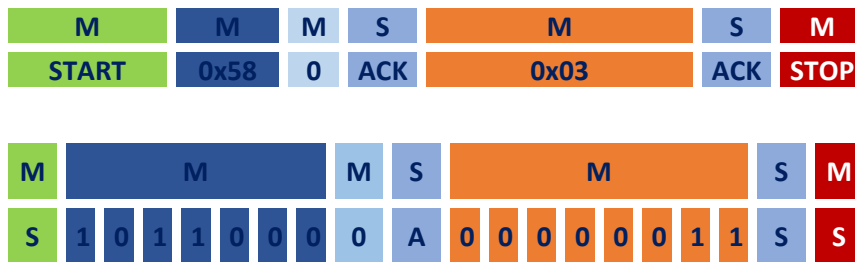 M M M S M S M
START 0x58 0 ACK 0x03 ACK STOP
M M M S M S M
S 1 0 1 1 0 0 0 0 A 0 0 0 0 0 0 1 1 S S